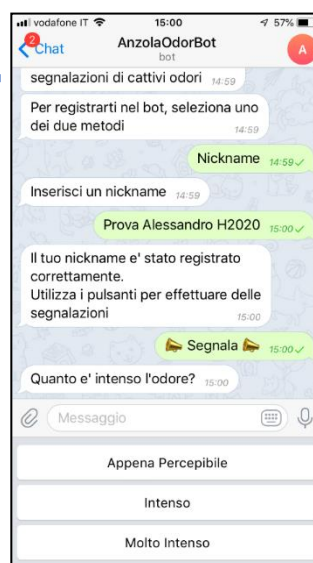 vodafone IT 15:00 57%
2
Chat
AnzolaOdorBot
bot
A
segnalazioni di cattivi odori 14:59
Per registrarti nel bot, seleziona uno
dei due metodi
14:59
Nickname 14:59
Inserisci un nickname 14:59
Prova Alessandro H2020 15:00
Il tuo nickname e' stato registrato
correttamente.
Utilizza i pulsanti per effettuare delle
segnalazioni
15:00
Segnala 15:00
Quanto e' intenso l'odore? 15:00
Messaggio
Appena Percepibile
Intenso
Molto Intenso